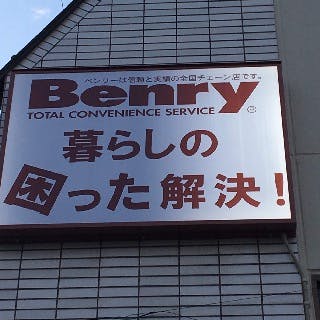 ベンリーは信頼と実績の全国チェーン店です。
Benry®
TOTAL CONVENIENCE SERVICE
暮らしの
困った解決!